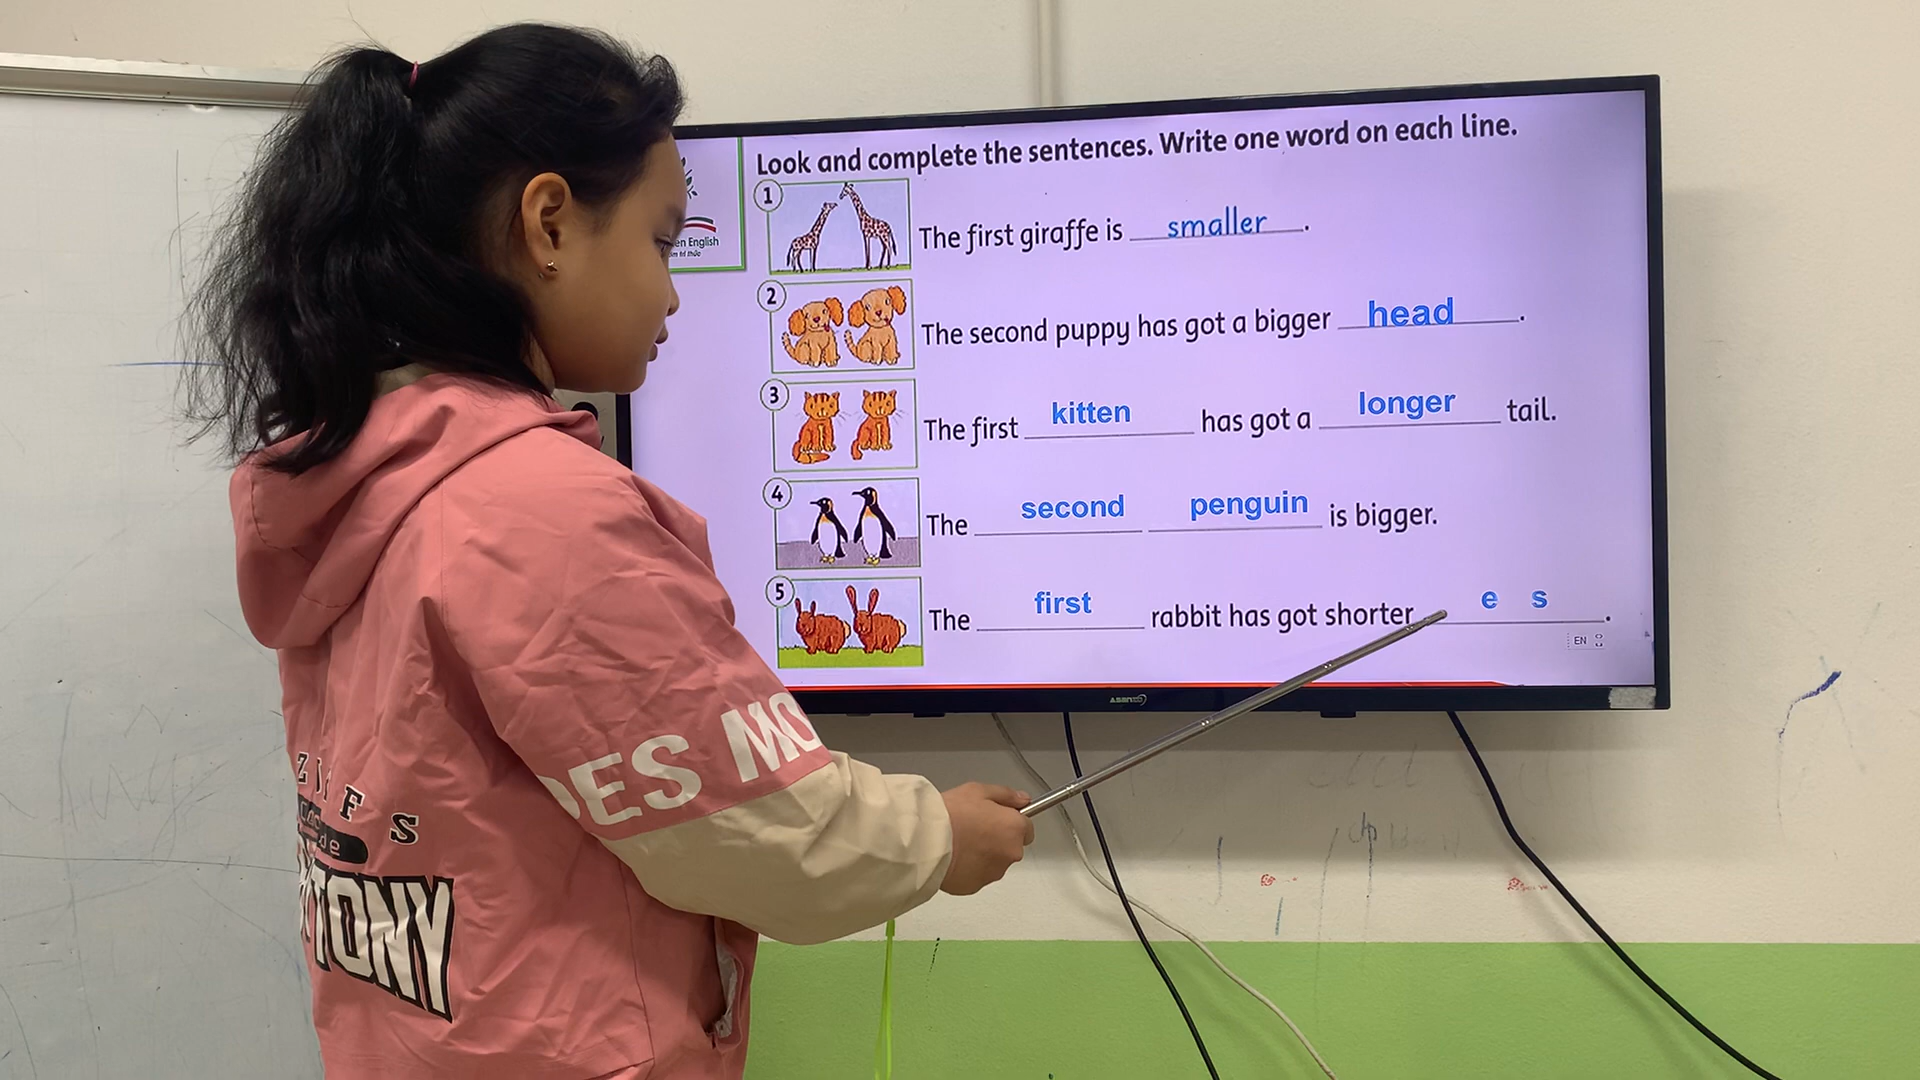 Look and complete the sentences. Write one word on each line.
en English
1
The first giraffe is smaller.
2
The second puppy has got a bigger head.
3
The first kitten has got a longer tail.
4
The second penguin is bigger.
5
The first rabbit has got shorter e s.
EN
ASANZO
DES MO
F S
TONY